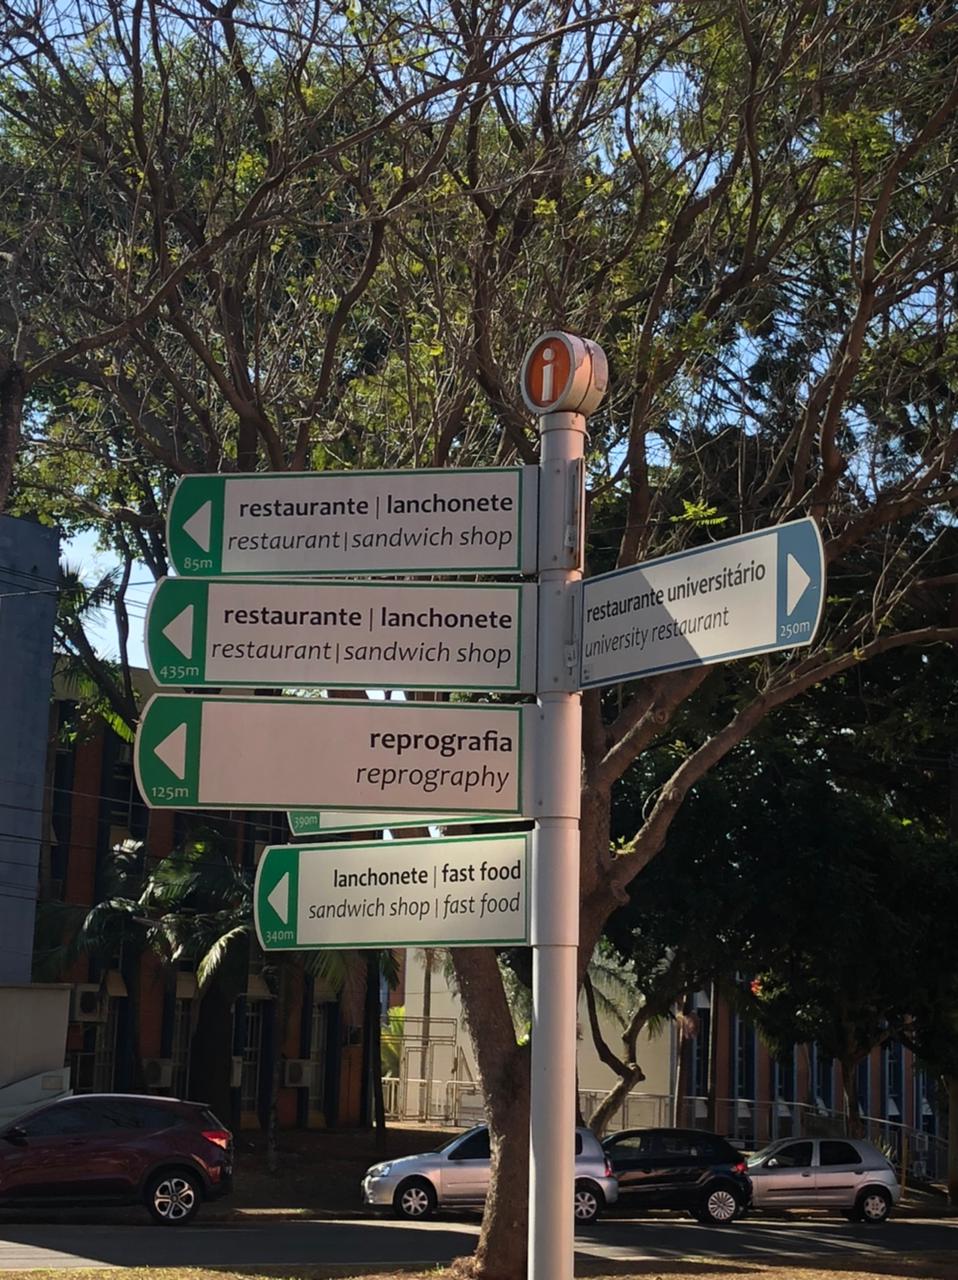 i
restaurante | lanchonete
restaurant | sandwich shop
85m
restaurante | lanchonete
restaurant | sandwich shop
435m
restaurante universitário
university restaurant
250m
reprografia
reprography
125m
390m
lanchonete | fast food
sandwich shop | fast food
340m